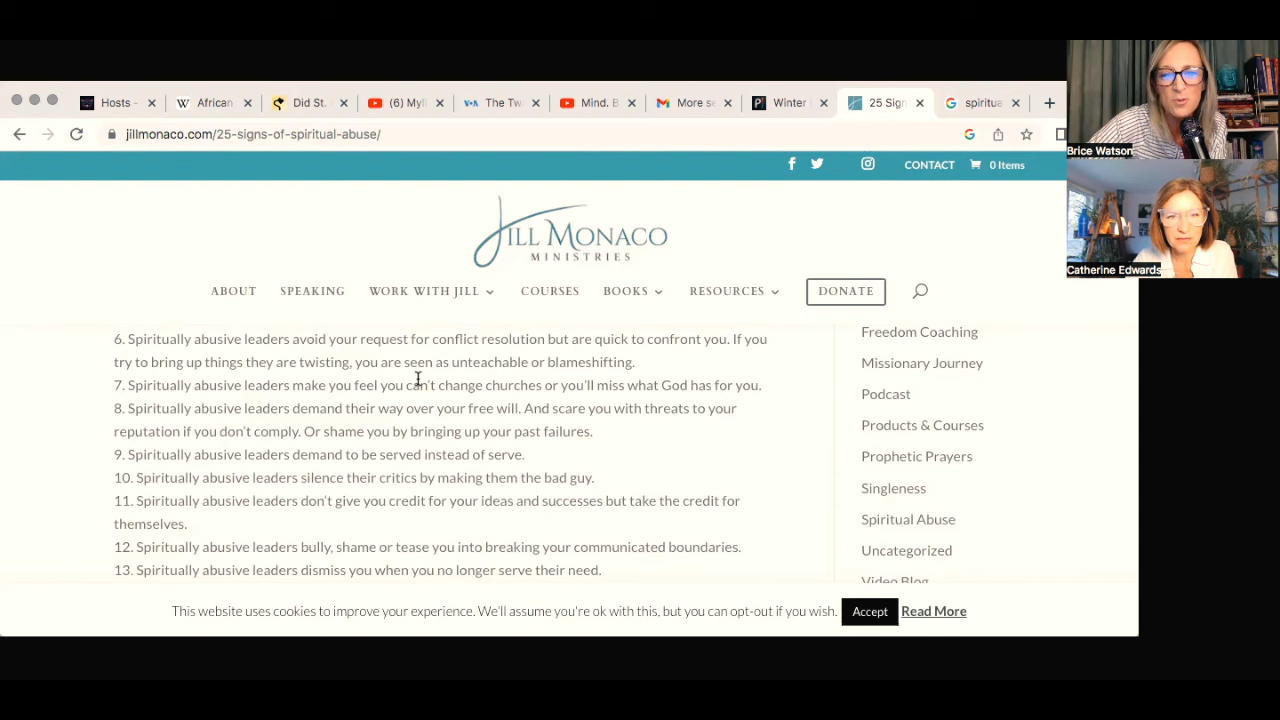 Hosts -
African
Did St.
(6) Myli
The Tw
Mind. B
More se
Winter
25 Sign
spiritua
jillmonaco.com/25-signs-of-spiritual-abuse/
CONTACT 0 Items
JILL MONACO
MINISTRIES
ABOUT SPEAKING WORK WITH JILL COURSES BOOKS RESOURCES DONATE
6. Spiritually abusive leaders avoid your request for conflict resolution but are quick to confront you. If you
try to bring up things they are twisting, you are seen as unteachable or blameshifting.
7. Spiritually abusive leaders make you feel you can't change churches or you'll miss what God has for you.
8. Spiritually abusive leaders demand their way over your free will. And scare you with threats to your
reputation if you don't comply. Or shame you by bringing up your past failures.
9. Spiritually abusive leaders demand to be served instead of serve.
10. Spiritually abusive leaders silence their critics by making them the bad guy.
11. Spiritually abusive leaders don't give you credit for your ideas and successes but take the credit for
themselves.
12. Spiritually abusive leaders bully, shame or tease you into breaking your communicated boundaries.
13. Spiritually abusive leaders dismiss you when you no longer serve their need.
Freedom Coaching
Missionary Journey
Podcast
Products & Courses
Prophetic Prayers
Singleness
Spiritual Abuse
Uncategorized
Video Blog
This website uses cookies to improve your experience. We'll assume you're ok with this, but you can opt-out if you wish. Accept Read More
Brice Watson
Catherine Edwards